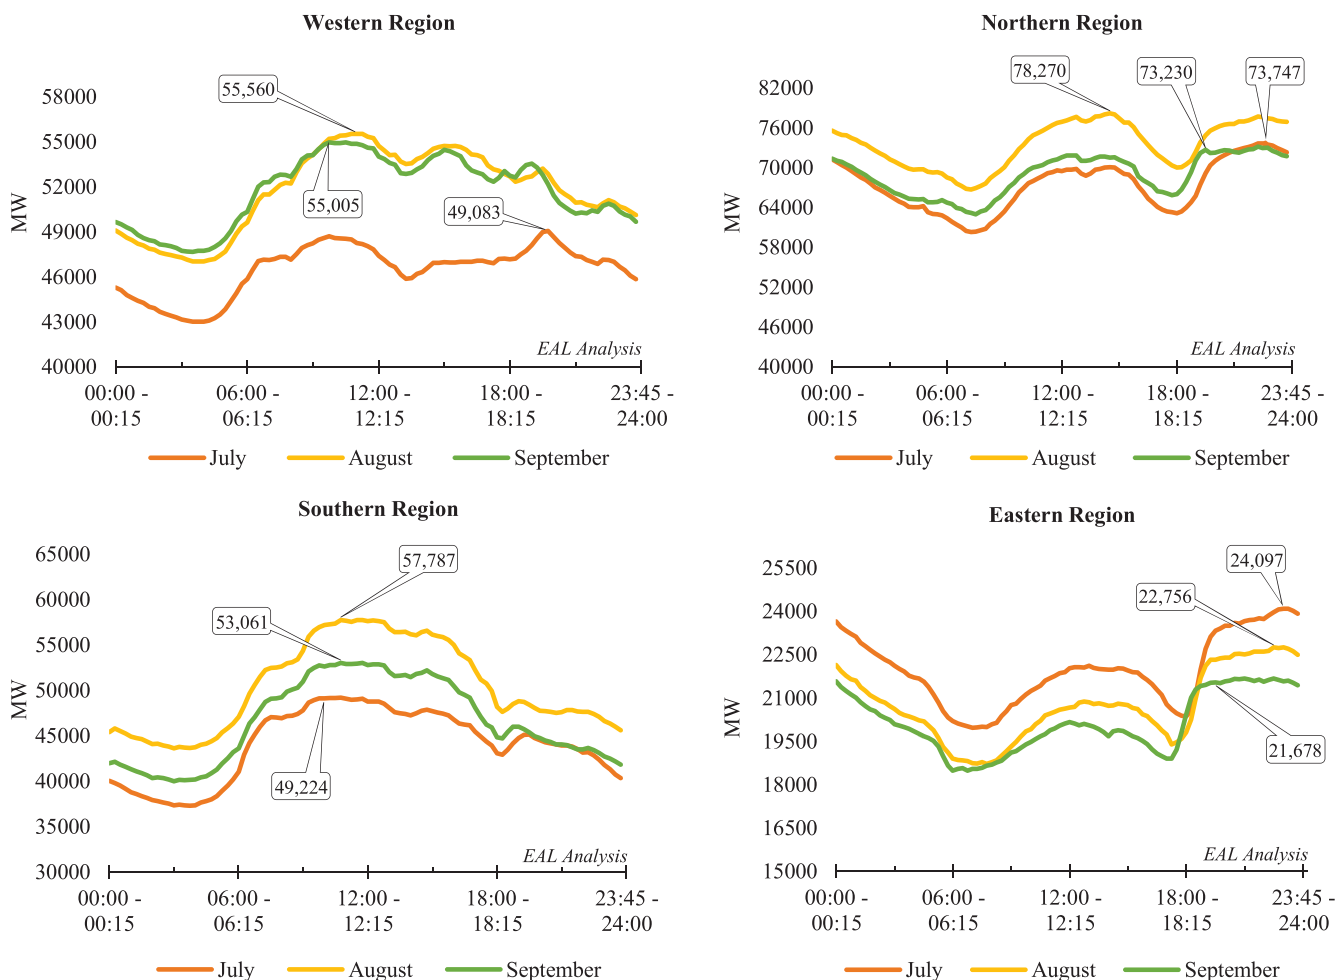 Western Region
55,560
58000
55000
52000
49000
46000
43000
40000
MW
55,005
49,083
EAL Analysis
00:00 - 06:00 - 12:00 - 18:00 - 23:45 -
00:15 06:15 12:15 18:15 24:00
July August September
Northern Region
78,270
73,230
73,747
82000
76000
70000
64000
58000
52000
46000
40000
MW
EAL Analysis
00:00 - 06:00 - 12:00 - 18:00 - 23:45 -
00:15 06:15 12:15 18:15 24:00
July August September
Southern Region
57,787
53,061
65000
60000
55000
50000
45000
40000
35000
30000
MW
49,224
EAL Analysis
00:00 - 06:00 - 12:00 - 18:00 - 23:45 -
00:15 06:15 12:15 18:15 24:00
July August September
Eastern Region
24,097
22,756
25500
24000
22500
21000
19500
18000
16500
15000
MW
21,678
EAL Analysis
00:00 - 06:00 - 12:00 - 18:00 - 23:45 -
00:15 06:15 12:15 18:15 24:00
July August September